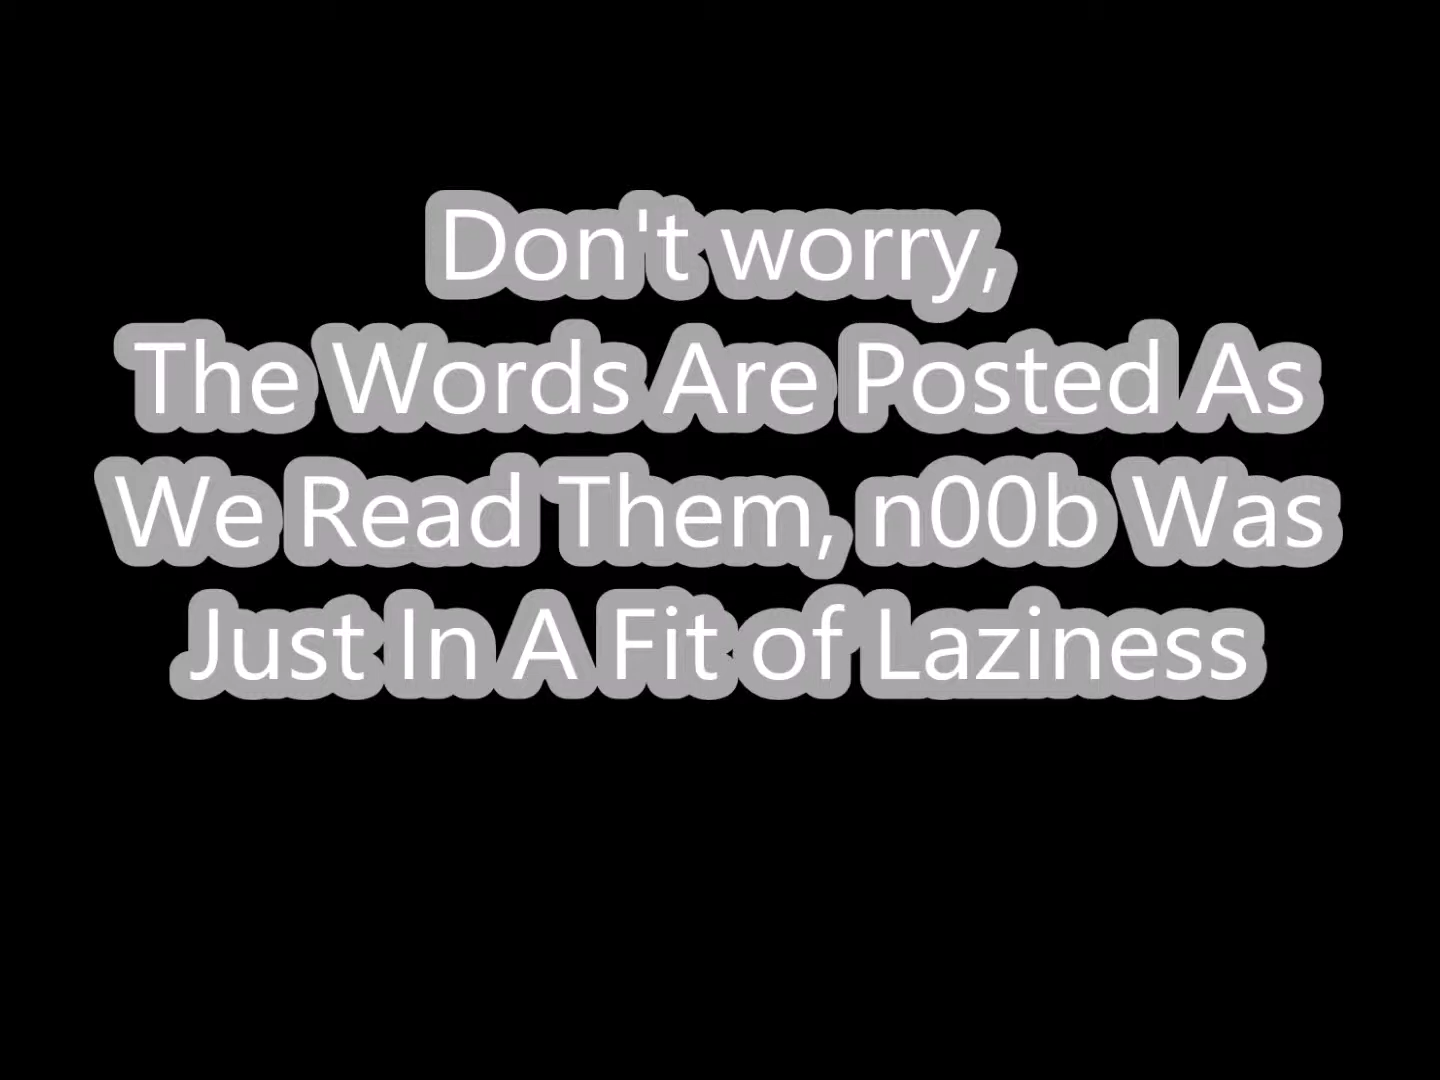 Don't worry,
The Words Are Posted As
We Read Them, n00b Was
Just In A Fit of Laziness